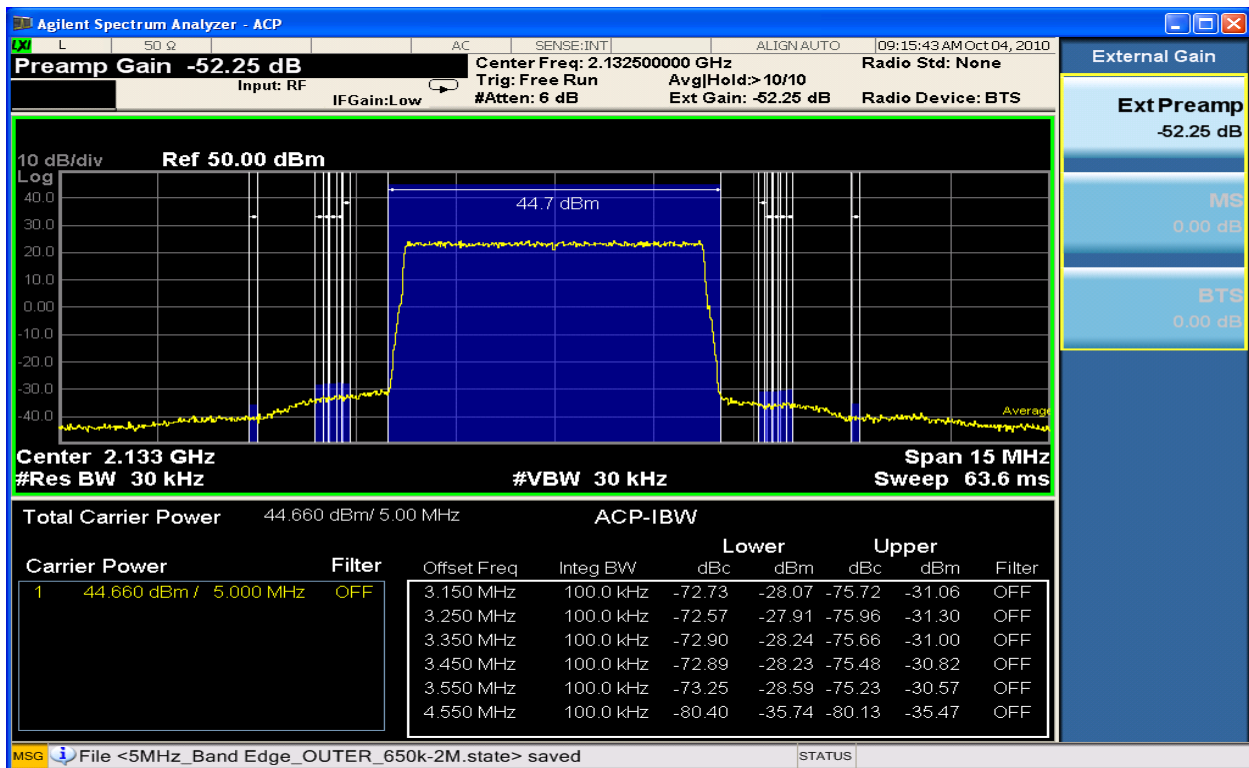 Agilent Spectrum Analyzer - ACP
LXI L 50 Ω AC SENSE:INT ALIGN AUTO 09:15:43 AM Oct 04, 2010
Preamp Gain -52.25 dB
Input: RF
IFGain:Low
Center Freq: 2.132500000 GHz
Trig: Free Run Avg|Hold:>10/10
#Atten: 6 dB Ext Gain: -52.25 dB
Radio Std: None
Radio Device: BTS
External Gain
Ext Preamp
-52.25 dB
MS
0.00 dB
BTS
0.00 dB
10 dB/div Ref 50.00 dBm
Log
40.0
30.0
20.0
10.0
0.00
-10.0
-20.0
-30.0
-40.0
44.7 dBm
Average
Center 2.133 GHz Span 15 MHz
#Res BW 30 kHz #VBW 30 kHz Sweep 63.6 ms
Total Carrier Power 44.660 dBm/ 5.00 MHz ACP-IBW
Carrier Power Filter
1 44.660 dBm / 5.000 MHz OFF
Lower Upper
Offset Freq Integ BW dBc dBm dBc dBm Filter
3.150 MHz 100.0 kHz -72.73 -28.07 -75.72 -31.06 OFF
3.250 MHz 100.0 kHz -72.57 -27.91 -75.96 -31.30 OFF
3.350 MHz 100.0 kHz -72.90 -28.24 -75.66 -31.00 OFF
3.450 MHz 100.0 kHz -72.89 -28.23 -75.48 -30.82 OFF
3.550 MHz 100.0 kHz -73.25 -28.59 -75.23 -30.57 OFF
4.550 MHz 100.0 kHz -80.40 -35.74 -80.13 -35.47 OFF
MSG File <5MHz_Band Edge_OUTER_650k-2M.state> saved STATUS